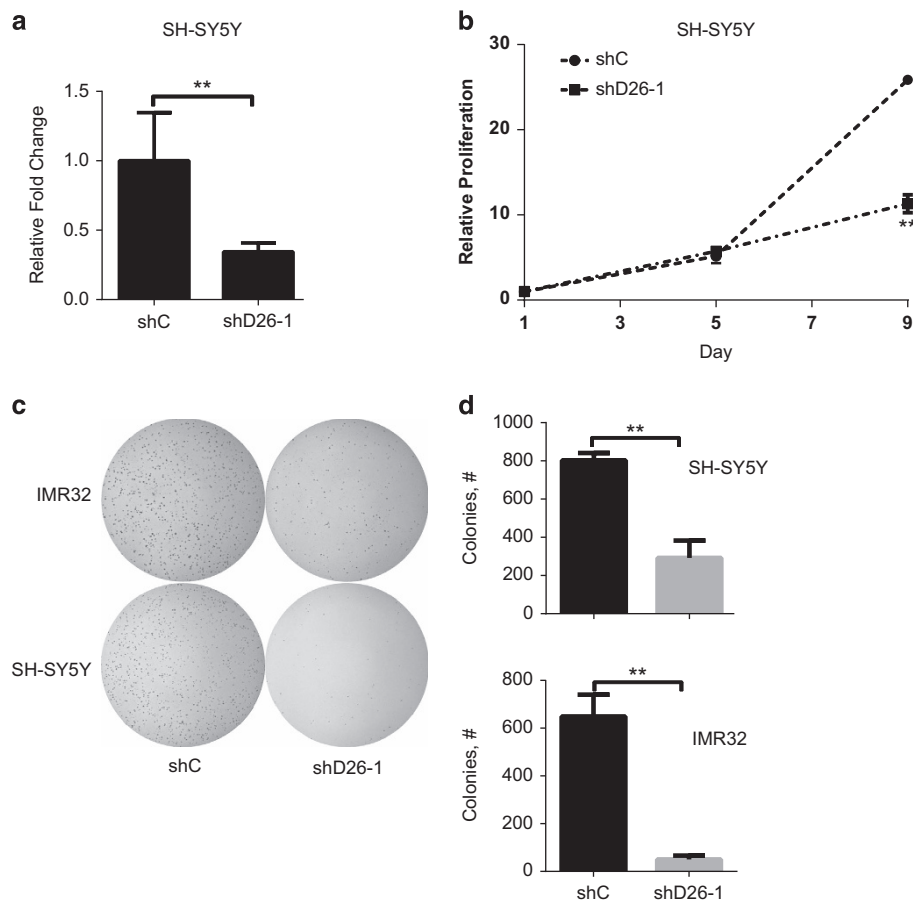 a
SH-SY5Y
**
1.5
1.0
0.5
0.0
Relative Fold Change
shC
shD26-1
b
SH-SY5Y
30
20
10
0
Relative Proliferation
shC
shD26-1
**
1
3
5
7
9
Day
c
IMR32
SH-SY5Y
shC
shD26-1
d
1000
800
600
400
200
0
Colonies, #
**
SH-SY5Y
800
600
400
200
0
Colonies, #
**
IMR32
shC
shD26-1